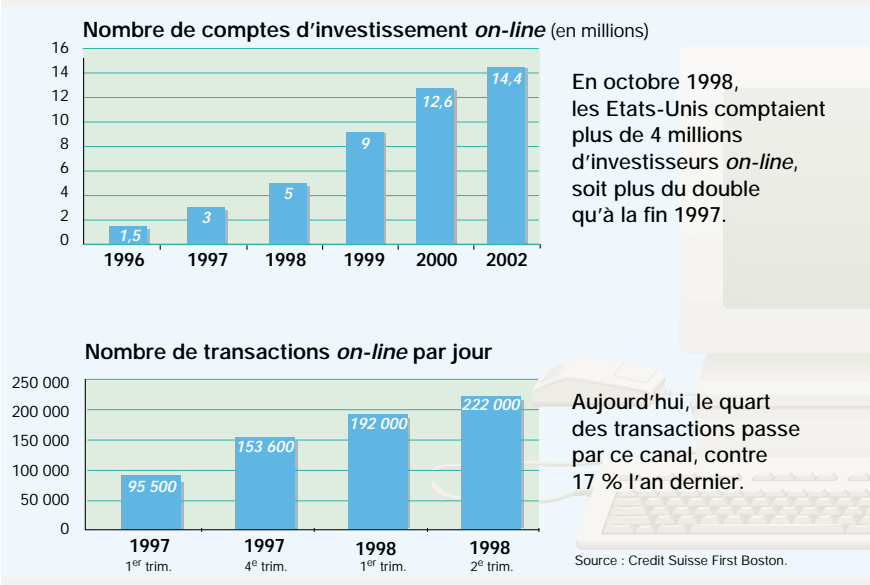 Nombre de comptes d'investissement on-line (en millions)
16
14
12
10
8
6
4
2
0
1,5
3
5
9
12,6
14,4
1996 1997 1998 1999 2000 2002
En octobre 1998,
les Etats-Unis comptaient
plus de 4 millions
d'investisseurs on-line,
soit plus du double
qu'à la fin 1997.
Nombre de transactions on-line par jour
250 000
200 000
150 000
100 000
50 000
0
95 500
153 600
192 000
222 000
1997 1997 1998 1998
1er trim. 4e trim. 1er trim. 2e trim.
Aujourd'hui, le quart
des transactions passe
par ce canal, contre
17 % l'an dernier.
Source : Credit Suisse First Boston.